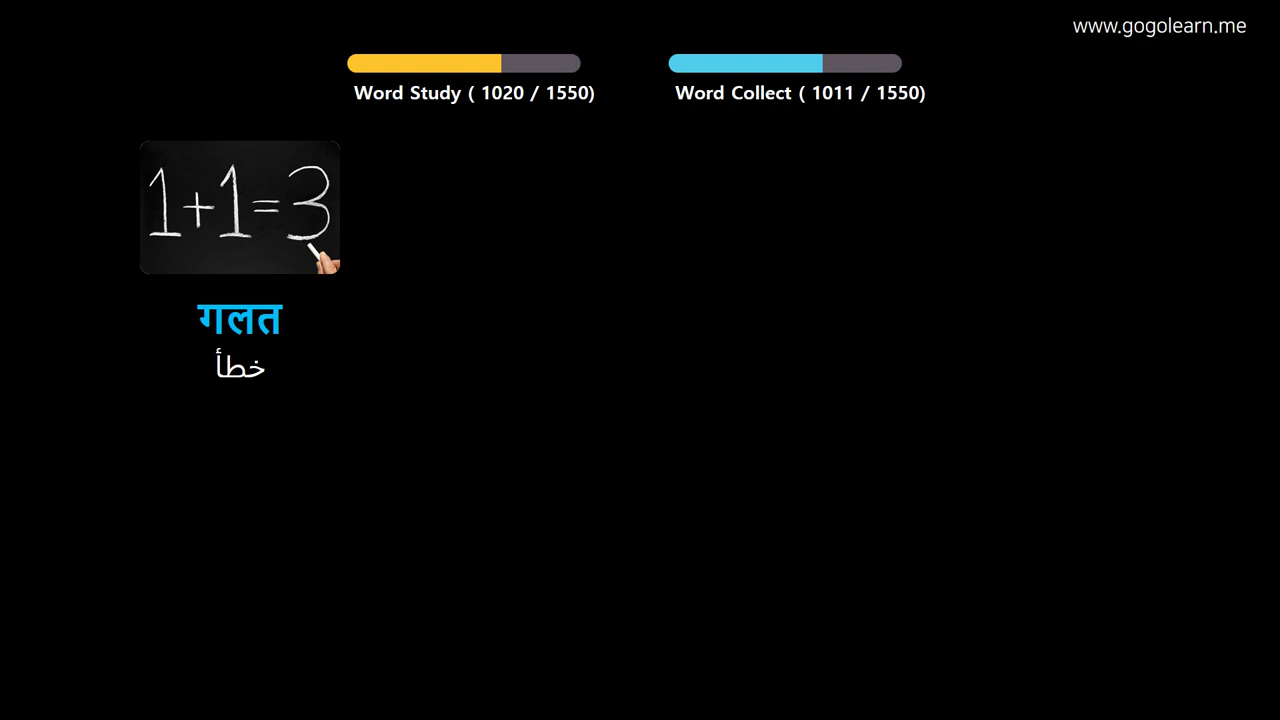 www.gogolearn.me
Word Study ( 1020 / 1550)
Word Collect ( 1011 / 1550)
1+1=3
गलत
خطأ